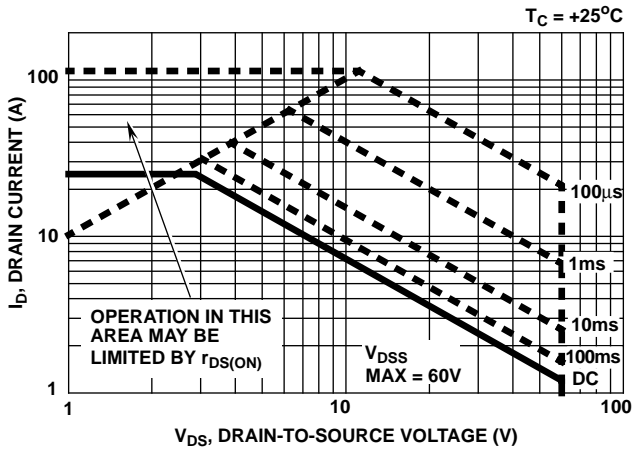 T_C = +25°C
100
10
1
I_D, DRAIN CURRENT (A)
100μs
1ms
10ms
100ms
DC
OPERATION IN THIS
AREA MAY BE
LIMITED BY r_DS(ON)
V_DSS
MAX = 60V
1
10
100
V_DS, DRAIN-TO-SOURCE VOLTAGE (V)